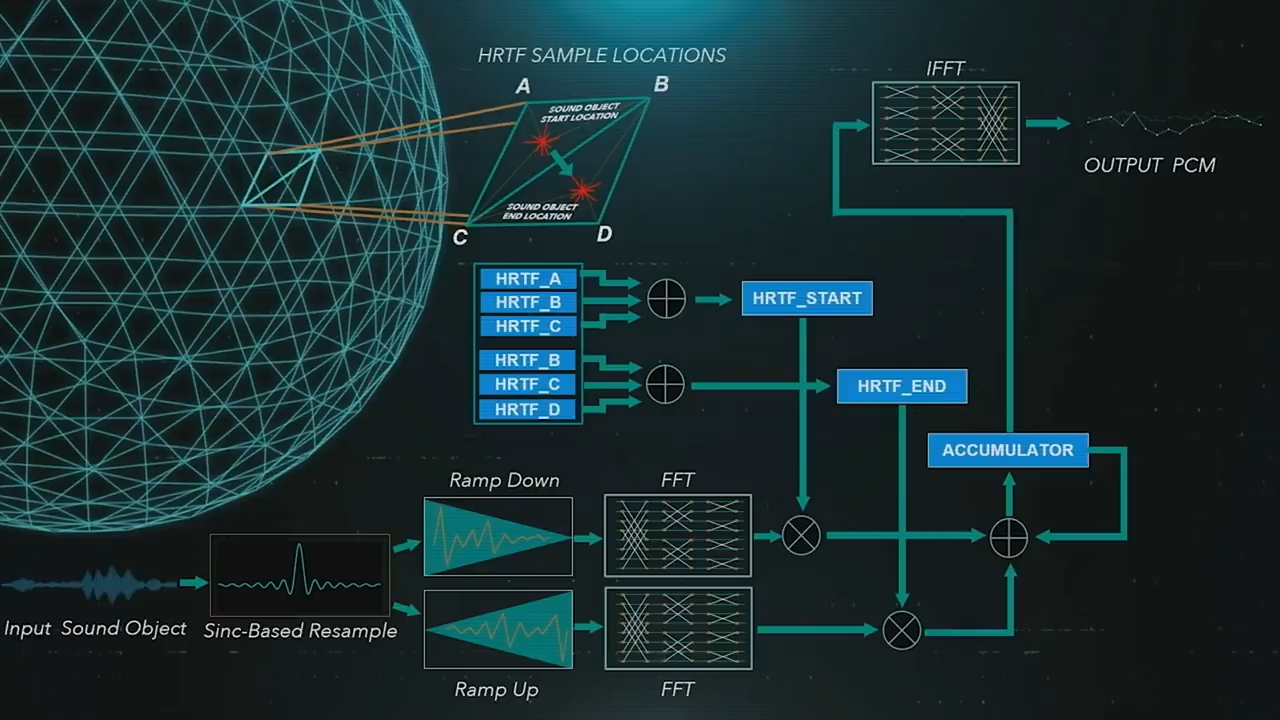 HRTF SAMPLE LOCATIONS
A
B
SOUND OBJECT
START LOCATION
SOUND OBJECT
END LOCATION
C
D
IFFT
OUTPUT PCM
HRTF_A
HRTF_B
HRTF_C
HRTF_B
HRTF_C
HRTF_D
HRTF_START
HRTF_END
ACCUMULATOR
Ramp Down
FFT
Input Sound Object
Sinc-Based Resample
Ramp Up
FFT